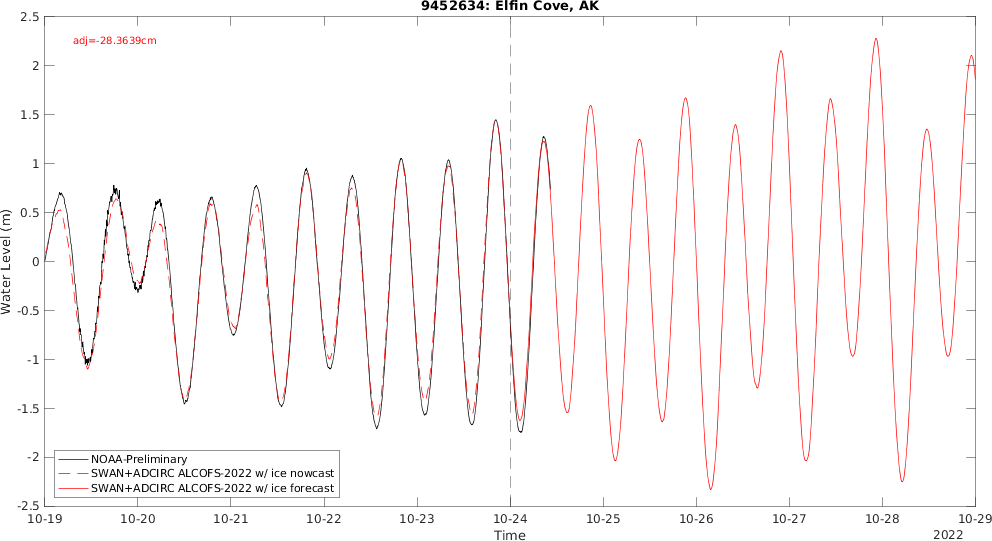 9452634: Elfin Cove, AK
adj=-28.3639cm
2.5
2
1.5
1
0.5
0
-0.5
-1
-1.5
-2
-2.5
Water Level (m)
NOAA-Preliminary
SWAN+ADCIRC ALCOFS-2022 w/ ice nowcast
SWAN+ADCIRC ALCOFS-2022 w/ ice forecast
10-19 10-20 10-21 10-22 10-23 10-24 10-25 10-26 10-27 10-28 10-29
Time
2022